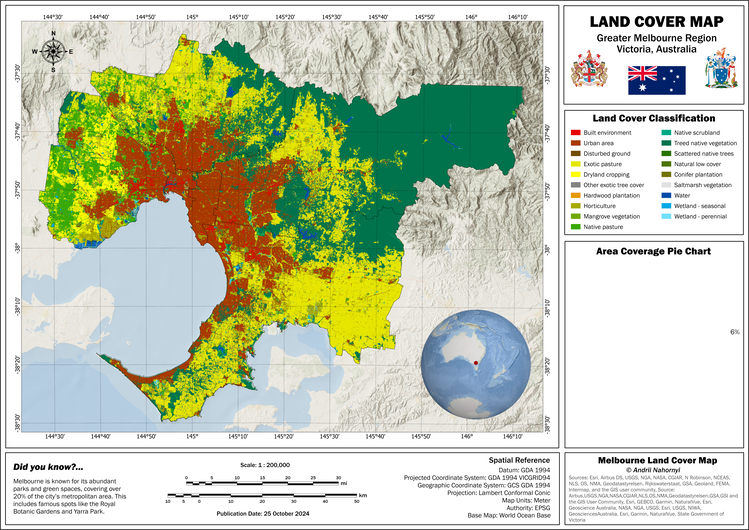 144°30' 144°40' 144°50' 145° 145°10' 145°20' 145°30' 145°40' 145°50' 146° 146°10'
N
W E
S
-37°30' -37°30'
-37°40' -37°40'
-37°50' -37°50'
-38° -38°
-38°10' -38°10'
-38°20' -38°20'
-38°30' -38°30'
144°30' 144°40' 144°50' 145° 145°10' 145°20' 145°30' 145°40' 145°50' 146° 146°10'
LAND COVER MAP
Greater Melbourne Region
Victoria, Australia
Land Cover Classification
Built environment
Urban area
Disturbed ground
Exotic pasture
Dryland cropping
Other exotic tree cover
Hardwood plantation
Horticulture
Mangrove vegetation
Native pasture
Native scrubland
Treed native vegetation
Scattered native trees
Natural low cover
Conifer plantation
Saltmarsh vegetation
Water
Wetland - seasonal
Wetland - perennial
Area Coverage Pie Chart
6%
Did you know?...
Melbourne is known for its abundant
parks and green spaces, covering over
20% of the city's metropolitan area. This
includes famous spots like the Royal
Botanic Gardens and Yarra Park.
Scale: 1 : 200,000
0 5 10 15 20 25 30
mi
km
10 5 0 10 20 30 40 50
Publication Date: 25 October 2024
Spatial Reference
Datum: GDA 1994
Projected Coordinate System: GDA 1994 VICGRID94
Geographic Coordinate System: GCS GDA 1994
Projection: Lambert Conformal Conic
Map Units: Meter
Authority: EPSG
Base Map: World Ocean Base
Melbourne Land Cover Map
© Andrii Nahornyi
Sources: Esri, Airbus DS, USGS, NGA, NASA, CGIAR, N Robinson, NCEAS,
NLS, OS, NMA, Geodatastyrelsen, Rijkswaterstaat, GSA, Geoland, FEMA,
Intermap, and the GIS user community, Source:
Airbus,USGS,NGA,NASA,CGIAR,NLS,OS,NMA,Geodatastyrelsen,GSA,GSI and
the GIS User Community, Esri, GEBCO, Garmin, NaturalVue, Esri,
Geoscience Australia, NASA, NGA, USGS, Esri, USGS, NIWA,
GeosciencesAustralia, Esri, Garmin, NaturalVue, State Government of
Victoria